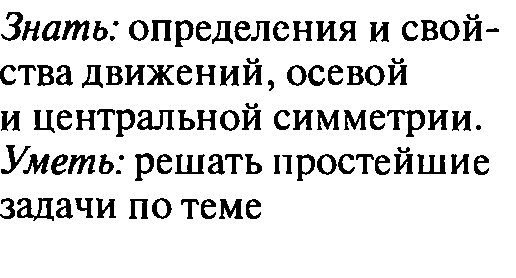 Знать: определения и свой-
ства движений, осевой
и центральной симметрии.
Уметь: решать простейшие
задачи по теме